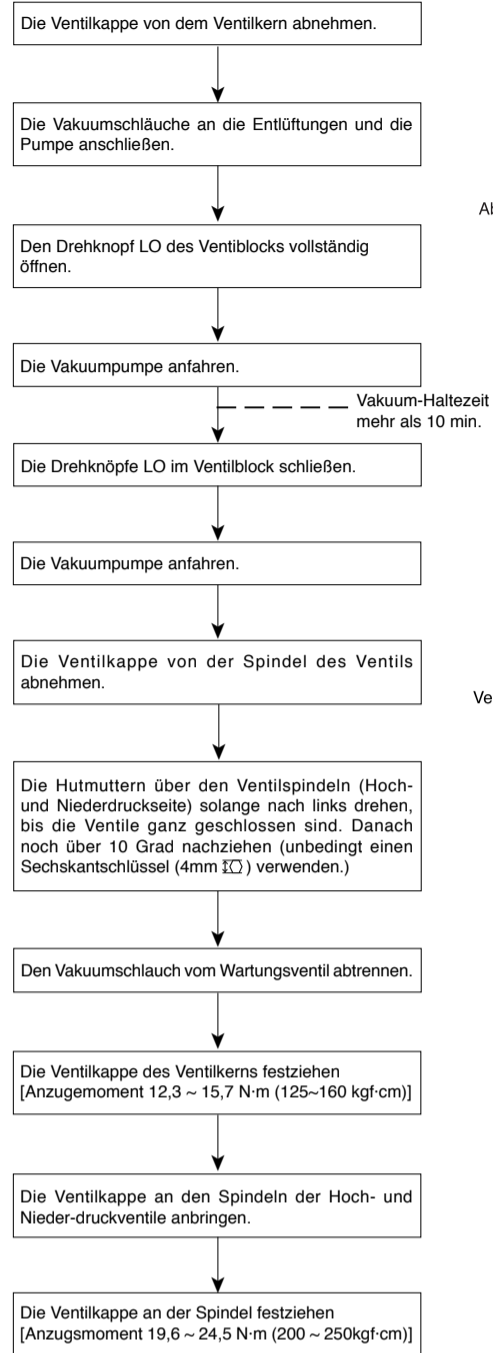 Die Ventilkappe von dem Ventilkern abnehmen.
Die Vakuumschläuche an die Entlüftungen und die
Pumpe anschließen.
Ab
Den Drehknopf LO des Ventiblocks vollständig
öffnen.
Die Vakuumpumpe anfahren.
Vakuum-Haltezeit
mehr als 10 min.
Die Drehknöpfe LO im Ventilblock schließen.
Die Vakuumpumpe anfahren.
Die Ventilkappe von der Spindel des Ventils
abnehmen.
Ve
Die Hutmuttern über den Ventilspindeln (Hoch-
und Niederdruckseite) solange nach links drehen,
bis die Ventile ganz geschlossen sind. Danach
noch über 10 Grad nachziehen (unbedingt einen
Sechskantschlüssel (4mm ) verwenden.)
Den Vakuumschlauch vom Wartungsventil abtrennen.
Die Ventilkappe des Ventilkerns festziehen
[Anzugemoment 12,3 ~ 15,7 N·m (125~160 kgf·cm)]
Die Ventilkappe an den Spindeln der Hoch- und
Nieder-druckventile anbringen.
Die Ventilkappe an der Spindel festziehen
[Anzugsmoment 19,6 ~ 24,5 N·m (200 ~ 250kgf·cm)]